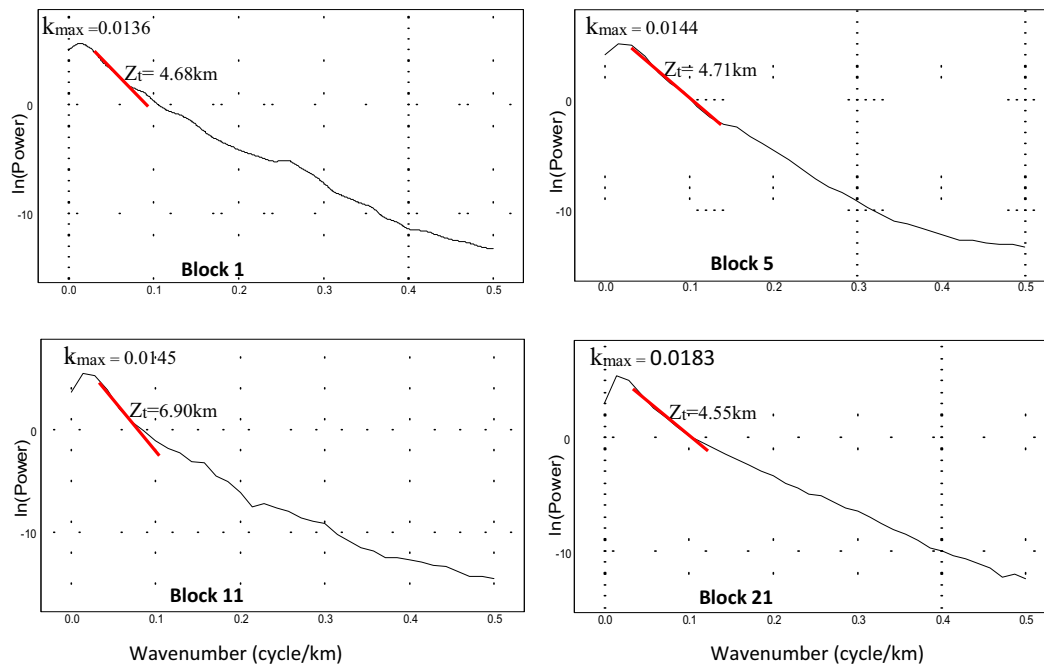 kmax =0.0136
Zt= 4.68km
0
-10
ln(Power)
Block 1
0.0 0.1 0.2 0.3 0.4 0.5
kmax = 0.0144
Zt= 4.71km
0
-10
ln(Power)
Block 5
0.0 0.1 0.2 0.3 0.4 0.5
kmax = 0.0145
Zt=6.90km
0
-10
ln(Power)
Block 11
0.0 0.1 0.2 0.3 0.4 0.5
Wavenumber (cycle/km)
kmax = 0.0183
Zt=4.55km
0
-10
ln(Power)
Block 21
0.0 0.1 0.2 0.3 0.4 0.5
Wavenumber (cycle/km)